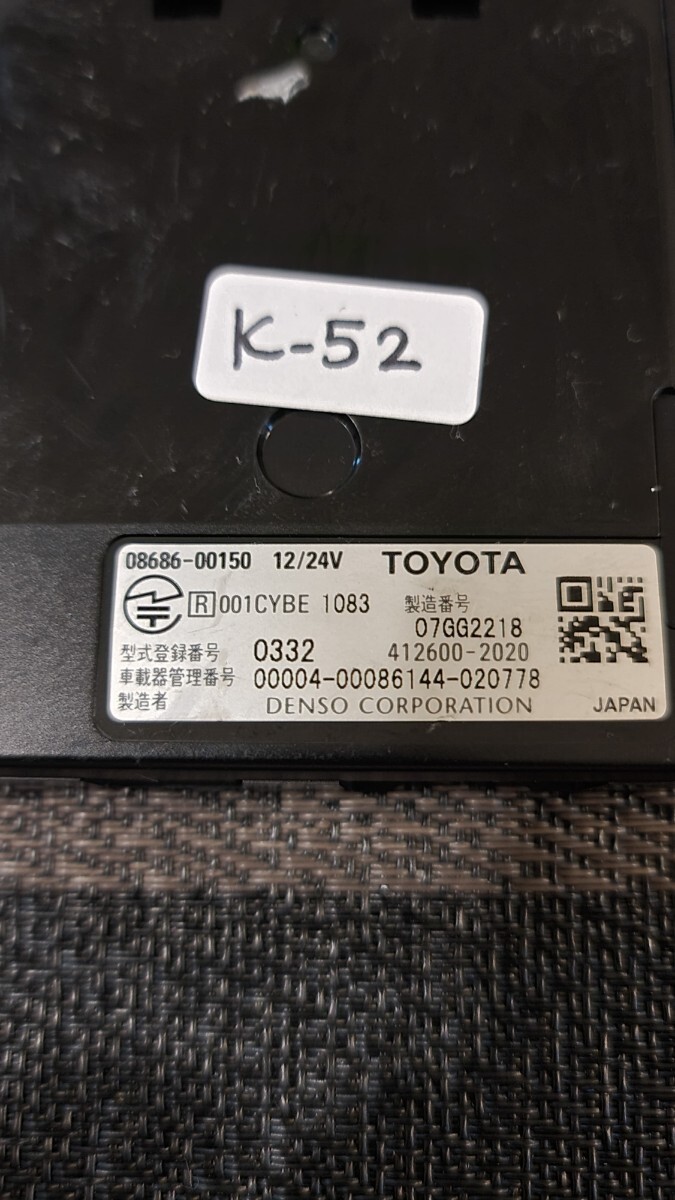 K-52
08686-00150 12/24V TOYOTA
R 001CYBE 1083 製造番号
07GG2218
型式登録番号 0332 412600-2020
車載器管理番号 00004-00086144-020778
製造者 DENSO CORPORATION JAPAN